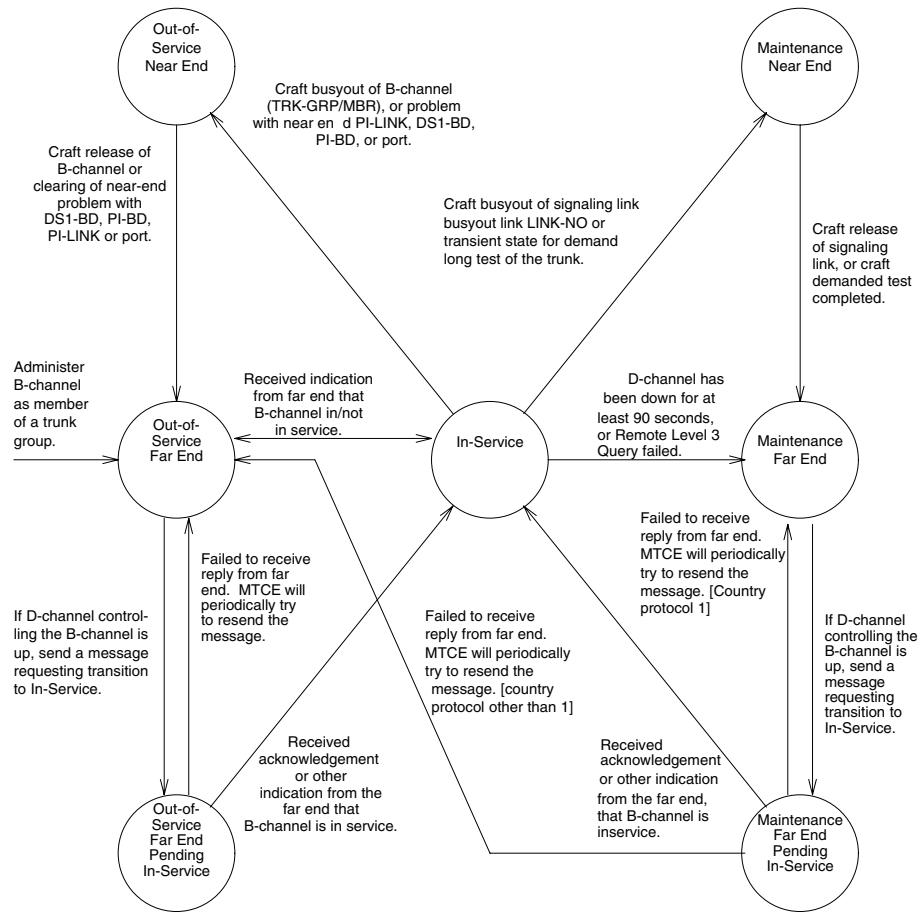 Out-of-
Service
Near End
Maintenance
Near End
Craft busyout of B-channel
(TRK-GRP/MBR), or problem
with near en d PI-LINK, DS1-BD,
PI-BD, or port.
Craft release of
B-channel or
clearing of near-end
problem with
DS1-BD, PI-BD,
PI-LINK or port.
Craft busyout of signaling link
busyout link LINK-NO or
transient state for demand
long test of the trunk.
Craft release
of signaling
link, or craft
demanded test
completed.
Administer
B-channel
as member
of a trunk
group.
Received indication
from far end that
B-channel in/not
in service.
D-channel has
been down for at
least 90 seconds,
or Remote Level 3
Query failed.
Out-of-
Service
Far End
In-Service
Maintenance
Far End
If D-channel control-
ling the B-channel is
up, send a message
requesting transition
to In-Service.
Failed to receive
reply from far
end. MTCE will
periodically try
to resend the
message.
Failed to receive
reply from far end.
MTCE will periodically
try to resend the
message. [country
protocol other than 1]
Failed to receive
reply from far end.
MTCE will periodically
try to resend the
message. [Country
protocol 1]
If D-channel
controlling the
B-channel is
up, send a
message
requesting
transition to
In-Service.
Received
acknowledgement
or other
indication from the
far end that
B-channel is in service.
Received
acknowledgement
or other indication
from the far end,
that B-channel is
inservice.
Out-of-
Service
Far End
Pending
In-Service
Maintenance
Far End
Pending
In-Service